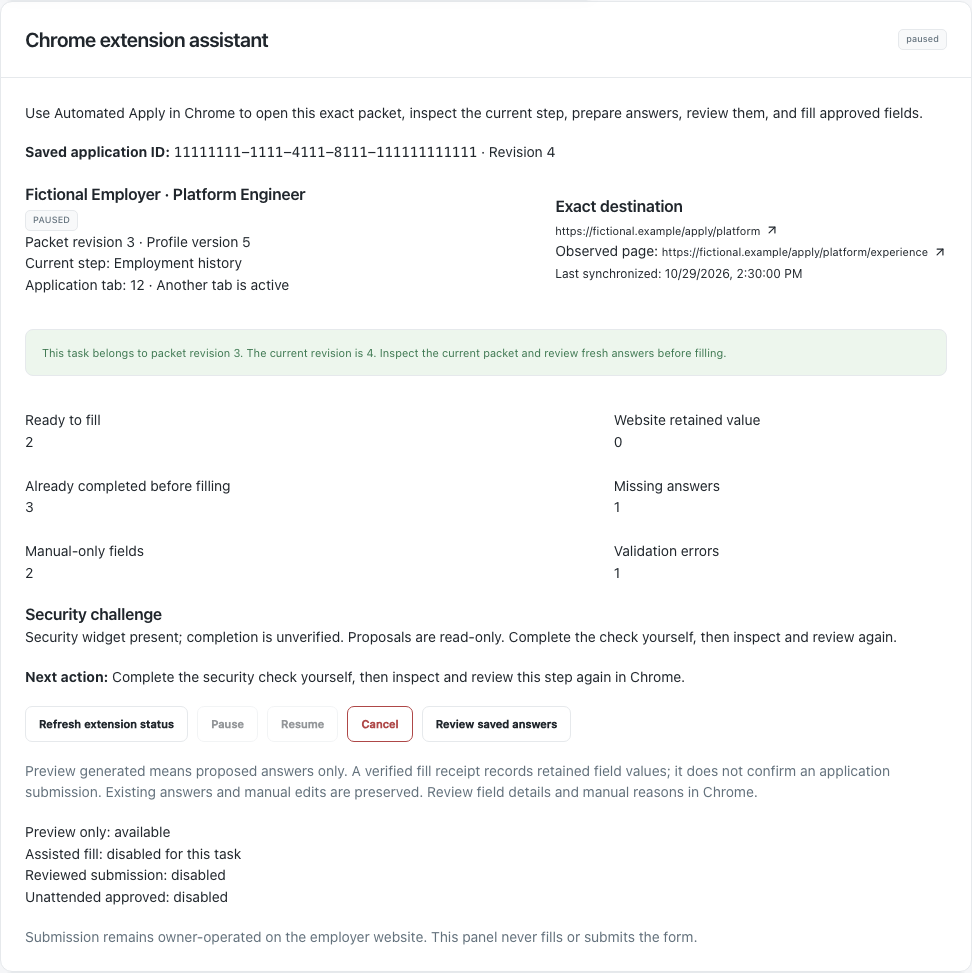 Chrome extension assistant
paused
Use Automated Apply in Chrome to open this exact packet, inspect the current step, prepare answers, review them, and fill approved fields.
Saved application ID: 11111111–1111–4111–8111–111111111111 · Revision 4
Fictional Employer · Platform Engineer
PAUSED
Packet revision 3 · Profile version 5
Current step: Employment history
Application tab: 12 · Another tab is active
Exact destination
https://fictional.example/apply/platform ↗
Observed page: https://fictional.example/apply/platform/experience ↗
Last synchronized: 10/29/2026, 2:30:00 PM
This task belongs to packet revision 3. The current revision is 4. Inspect the current packet and review fresh answers before filling.
Ready to fill
2
Website retained value
0
Already completed before filling
3
Missing answers
1
Manual-only fields
2
Validation errors
1
Security challenge
Security widget present; completion is unverified. Proposals are read-only. Complete the check yourself, then inspect and review again.
Next action: Complete the security check yourself, then inspect and review this step again in Chrome.
Refresh extension status
Pause
Resume
Cancel
Review saved answers
Preview generated means proposed answers only. A verified fill receipt records retained field values; it does not confirm an application
submission. Existing answers and manual edits are preserved. Review field details and manual reasons in Chrome.
Preview only: available
Assisted fill: disabled for this task
Reviewed submission: disabled
Unattended approved: disabled
Submission remains owner-operated on the employer website. This panel never fills or submits the form.